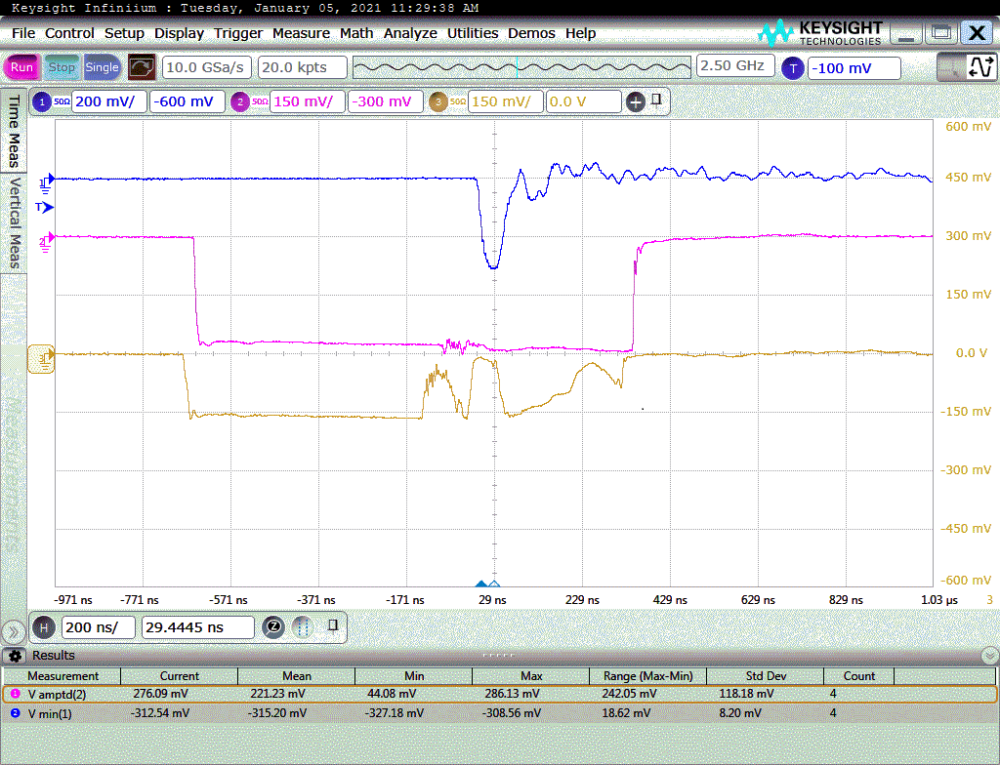 Keysight Infiniium : Tuesday, January 05, 2021 11:29:38 AM
File Control Setup Display Trigger Measure Math Analyze Utilities Demos Help
KEYSIGHT
TECHNOLOGIES
Run Stop Single 10.0 GSa/s 20.0 kpts 2.50 GHz T -100 mV
1 50Ω 200 mV/ -600 mV 2 50Ω 150 mV/ -300 mV 3 50Ω 150 mV/ 0.0 V
Time Meas
Vertical Meas
600 mV
1 450 mV
T
2 300 mV
150 mV
3 0.0 V
-150 mV
-300 mV
-450 mV
-600 mV
-971 ns -771 ns -571 ns -371 ns -171 ns 29 ns 229 ns 429 ns 629 ns 829 ns 1.03 µs 3
H 200 ns/ 29.4445 ns Z
Results
Measurement Current Mean Min Max Range (Max-Min) Std Dev Count
1 V amptd(2) 276.09 mV 221.23 mV 44.08 mV 286.13 mV 242.05 mV 118.18 mV 4
2 V min(1) -312.54 mV -315.20 mV -327.18 mV -308.56 mV 18.62 mV 8.20 mV 4